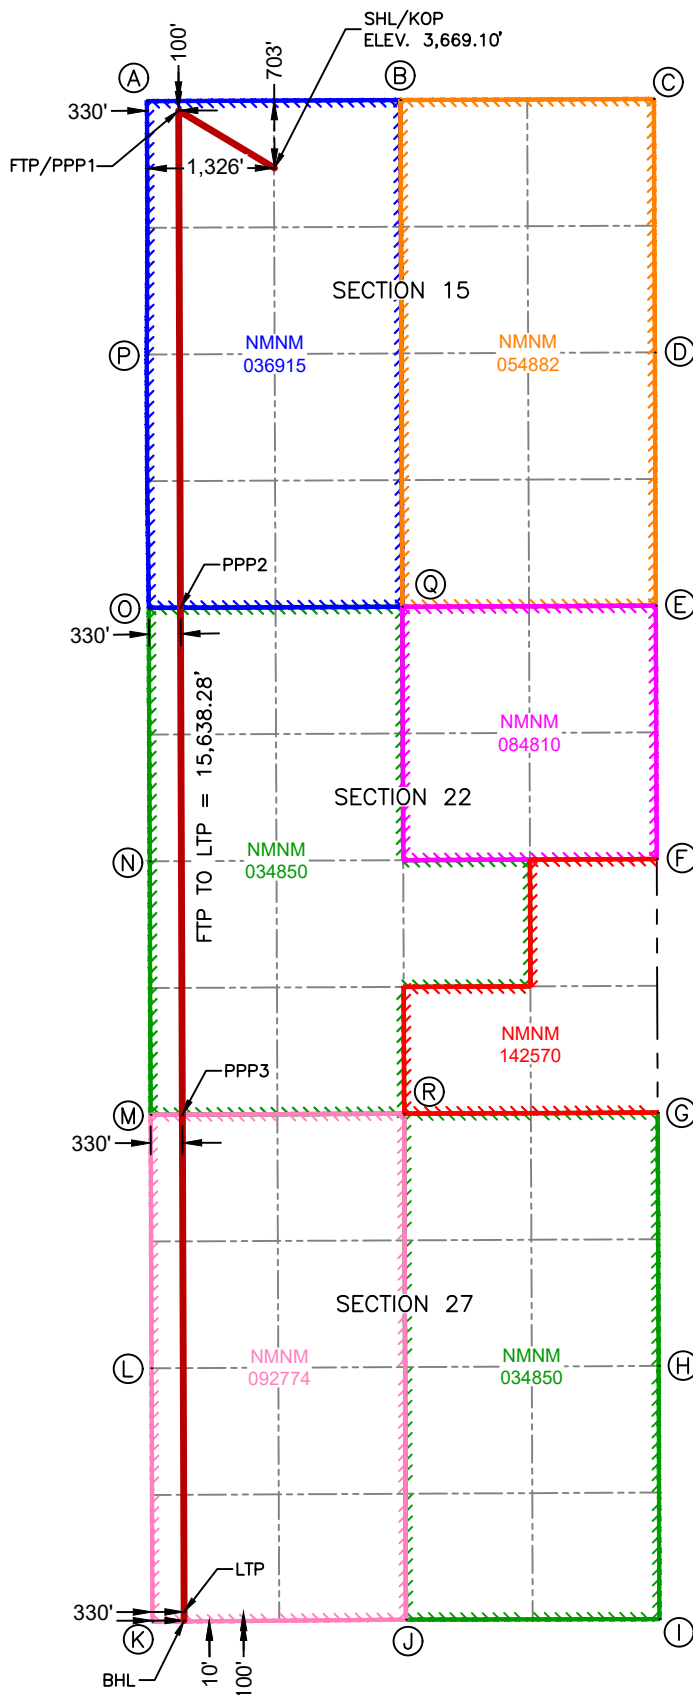 SHL/KOP
ELEV. 3,669.10'
100'
703'
A
B
C
330'
FTP/PPP1
1,326'
SECTION 15
NMNM
036915
NMNM
054882
P
D
PPP2
O
Q
E
330'
FTP TO LTP = 15,638.28'
NMNM
084810
SECTION 22
N
NMNM
034850
F
NMNM
142570
PPP3
M
R
G
330'
SECTION 27
L
NMNM
092774
NMNM
034850
H
LTP
330'
K
J
I
BHL
10'
100'